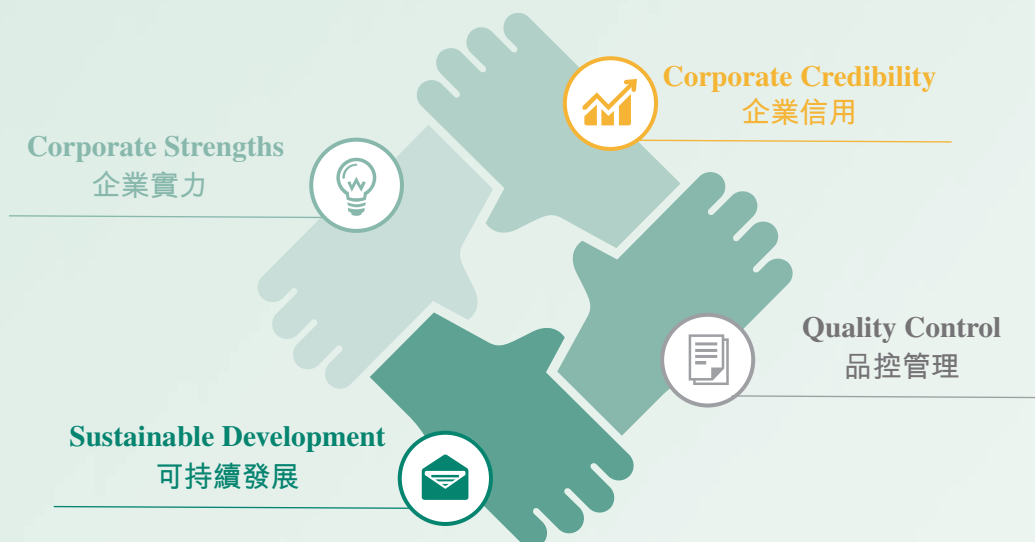 Corporate Credibility
企業信用
Corporate Strengths
企業實力
Quality Control
品控管理
Sustainable Development
可持續發展